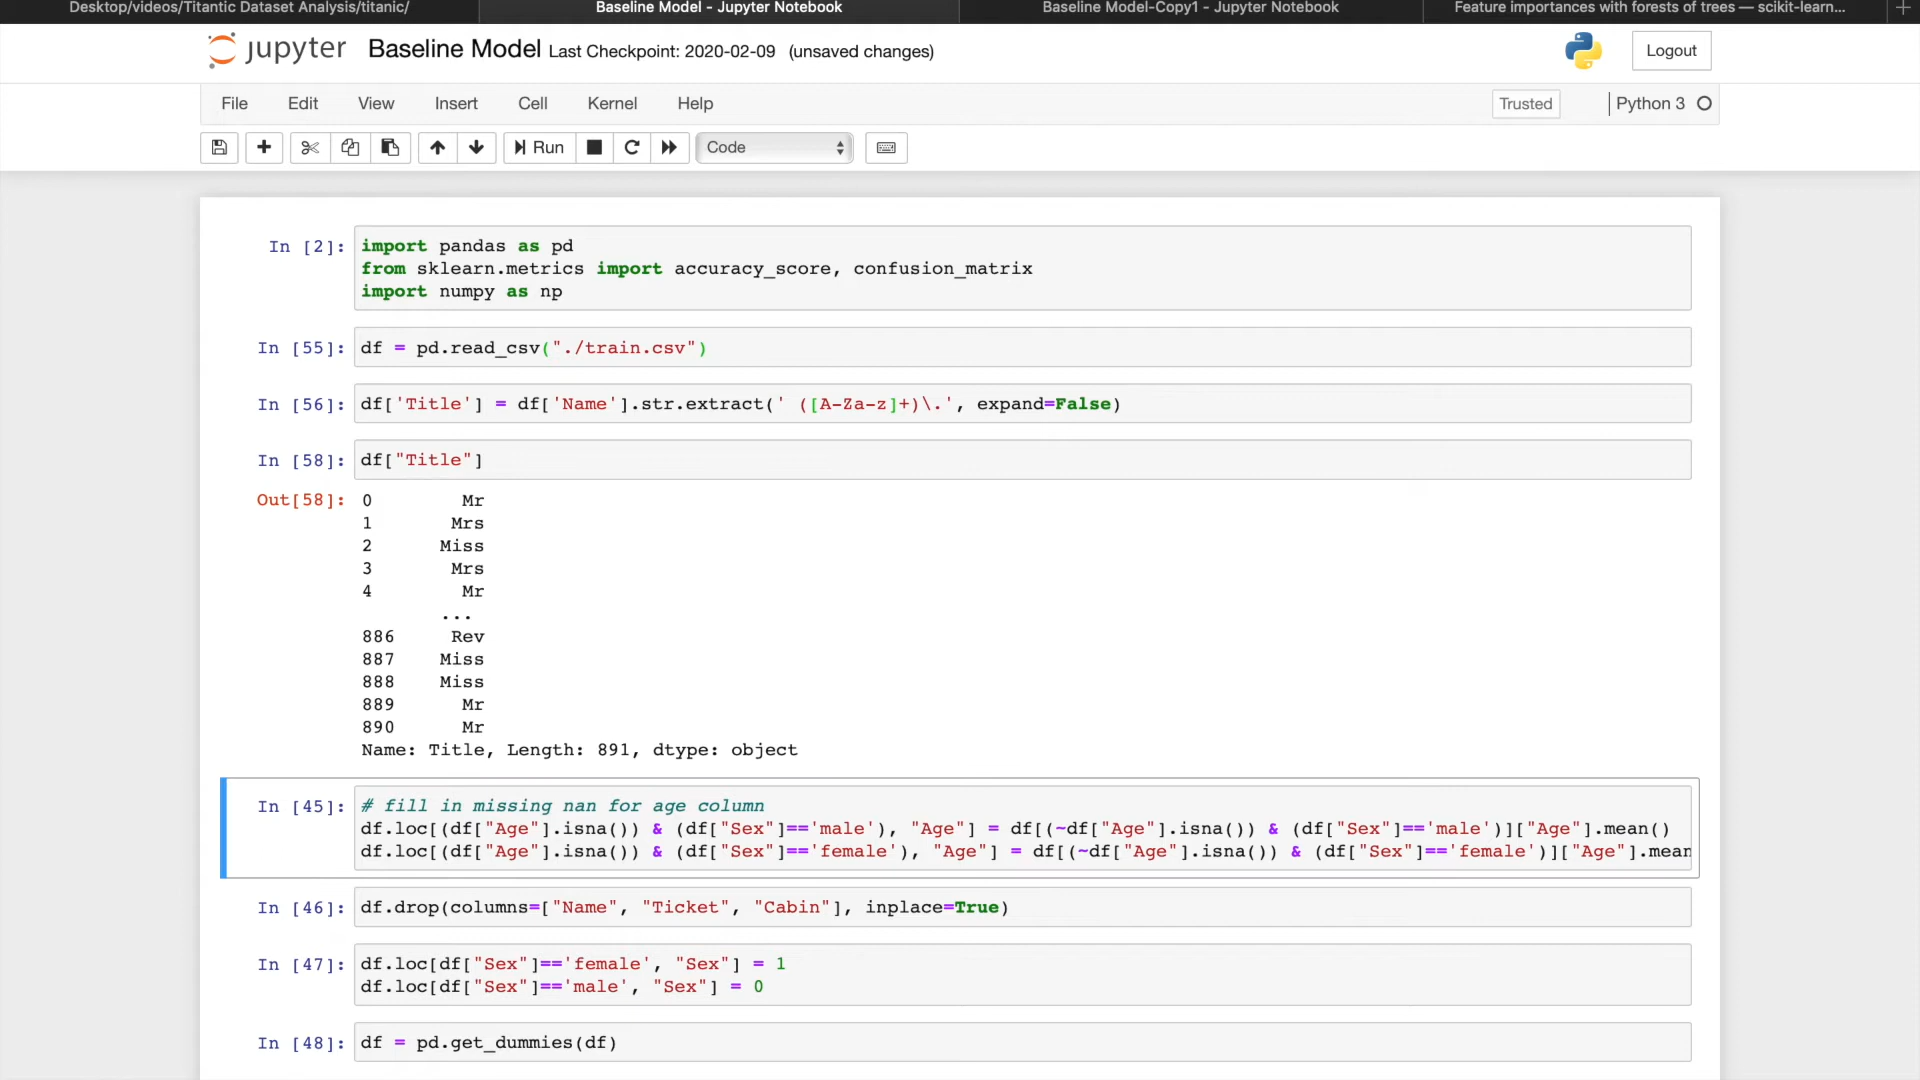 Desktop/videos/Titantic Dataset Analysis/titanic/
Baseline Model - Jupyter Notebook
Baseline Model-Copy1 - Jupyter Notebook
Feature importances with forests of trees — scikit-learn...
jupyter Baseline Model Last Checkpoint: 2020-02-09 (unsaved changes)
Logout
File Edit View Insert Cell Kernel Help
Trusted
Python 3
Run
Code
In [2]:
import pandas as pd
from sklearn.metrics import accuracy_score, confusion_matrix
import numpy as np
In [55]: df = pd.read_csv("./train.csv")
In [56]: df['Title'] = df['Name'].str.extract(' ([A-Za-z]+)\.', expand=False)
In [58]: df["Title"]
Out[58]: 0 Mr
1 Mrs
2 Miss
3 Mrs
4 Mr
...
886 Rev
887 Miss
888 Miss
889 Mr
890 Mr
Name: Title, Length: 891, dtype: object
In [45]: # fill in missing nan for age column
df.loc[(df["Age"].isna()) & (df["Sex"]=='male'), "Age"] = df[(~df["Age"].isna()) & (df["Sex"]=='male')]["Age"].mean()
df.loc[(df["Age"].isna()) & (df["Sex"]=='female'), "Age"] = df[(~df["Age"].isna()) & (df["Sex"]=='female')]["Age"].mean
In [46]: df.drop(columns=["Name", "Ticket", "Cabin"], inplace=True)
In [47]: df.loc[df["Sex"]=='female', "Sex"] = 1
df.loc[df["Sex"]=='male', "Sex"] = 0
In [48]: df = pd.get_dummies(df)